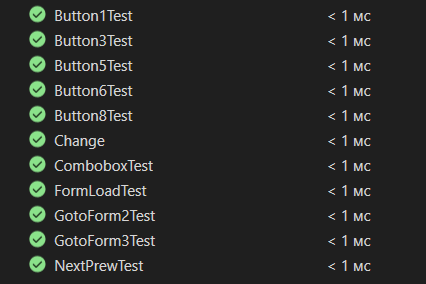 Button1Test < 1 мс
Button3Test < 1 мс
Button5Test < 1 мс
Button6Test < 1 мс
Button8Test < 1 мс
Change < 1 мс
ComboboxTest < 1 мс
FormLoadTest < 1 мс
GotoForm2Test < 1 мс
GotoForm3Test < 1 мс
NextPrewTest < 1 мс